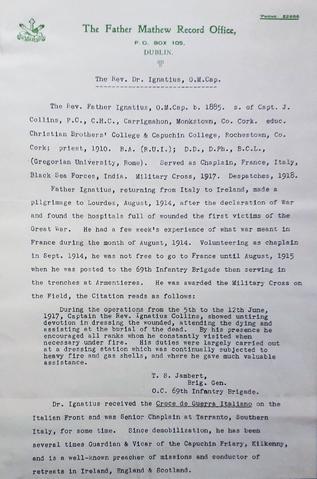 'Phone 22688
The Father Mathew Record Office,
P.O. BOX 105,
DUBLIN.
The Rev. Dr. Ignatius, O.M.Cap.
The Rev. Father Ignatius, O.M.Cap. b. 1885. s. of Capt. J.
Collins, P.C., C.H.C., Carrigmahon, Monkstown, Co. Cork. educ.
Christian Brothers' College & Capuchin College, Rochestown, Co.
Cork; priest, 1910. B.A. (R.U.I.); D.D., D.Ph., B.C.L.,
(Gregorian University, Rome). Served as Chaplain, France, Italy,
Black Sea Forces, India. Military Cross, 1917. Despatches, 1918.
Father Ignatius, returning from Italy to Ireland, made a
pilgrimage to Lourdes, August, 1914, after the declaration of War
and found the hospitals full of wounded the first victims of the
Great War. He had a few week's experience of what war meant in
France during the month of August, 1914. Volunteering as chaplain
in Sept. 1914, he was not free to go to France until August, 1915
when he was posted to the 69th Infantry Brigade then serving in
the trenches at Armentieres. He was awarded the Military Cross on
the Field, the Citation reads as follows:
During the operations from the 5th to the 12th June,
1917, Captain the Rev. Ignatius Collins, showed untiring
devotion in dressing the wounded, attending the dying and
assisting at the burial of the dead. By his presence he
encouraged all ranks whom he continually visited when
necessary under fire. His duties were largely carried out
at a dressing station which was continually subjected to
heavy fire and gas shells, and where he gave much valuable
assistance.
T. S. Jambert,
Brig. Gen.
O.C. 69th Infantry Brigade.
Dr. Ignatius received the Croce de Guerra Italiano on the
Italian Front and was Senior Chaplain at Tarranto, Southern
Italy, for some time. Since demobilization, he has been
several times Guardian & Vicar of the Capuchin Friary, Kilkenny,
and is a well-known preacher of missions and conductor of
retreats in Ireland, England & Scotland.